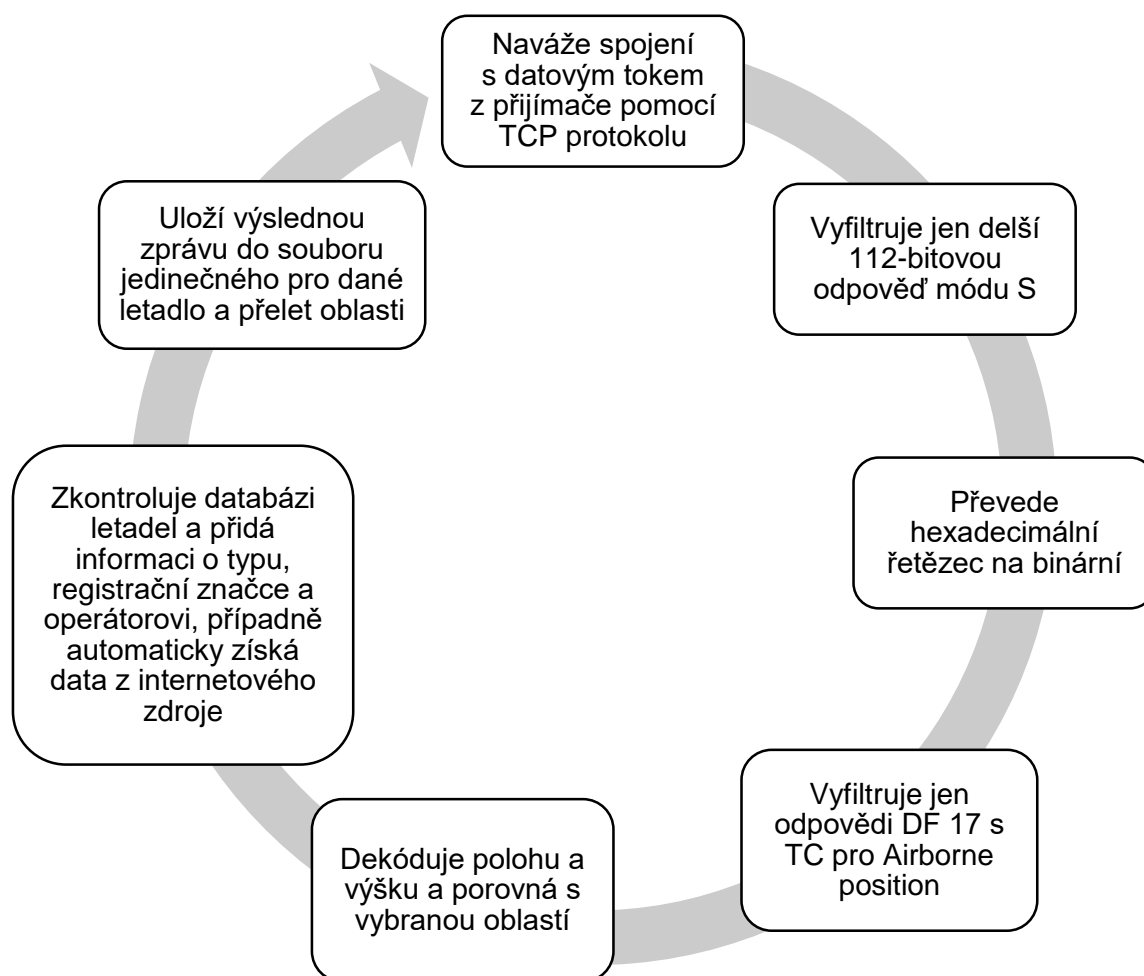 Naváže spojení
s datovým tokem
z přijímače pomocí
TCP protokolu
Vyfiltruje jen delší
112-bitovou
odpověď módu S
Převede
hexadecimální
řetězec na binární
Vyfiltruje jen
odpovědi DF 17 s
TC pro Airborne
position
Dekóduje polohu a
výšku a porovná s
vybranou oblastí
Zkontroluje databázi
letadel a přidá
informaci o typu,
registrační značce a
operátorovi, případně
automaticky získá
data z internetového
zdroje
Uloží výslednou
zprávu do souboru
jedinečného pro dané
letadlo a přelet oblasti